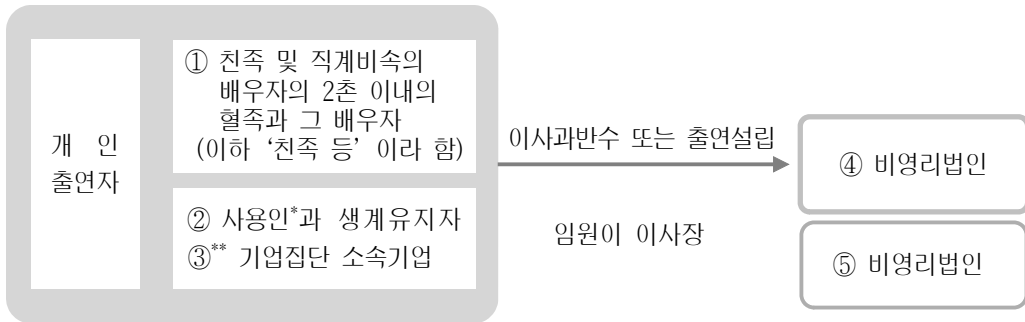 개 인
출연자
① 친족 및 직계비속의
배우자의 2촌 이내의
혈족과 그 배우자
(이하 ‘친족 등’ 이라 함)
② 사용인*과 생계유지자
③** 기업집단 소속기업
이사과반수 또는 출연설립
임원이 이사장
④ 비영리법인
⑤ 비영리법인